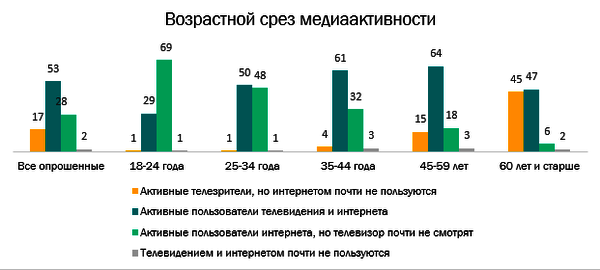 Возрастной срез медиаактивности
17 53 28 2
1 29 69 1
1 50 48 1
4 61 32 3
15 64 18 3
45 47 6 2
Все опрошенные 18-24 года 25-34 года 35-44 года 45-59 лет 60 лет и старше
Активные телезрители, но интернетом почти не пользуются
Активные пользователи телевидения и интернета
Активные пользователи интернета, но телевизор почти не смотрят
Телевидением и интернетом почти не пользуются